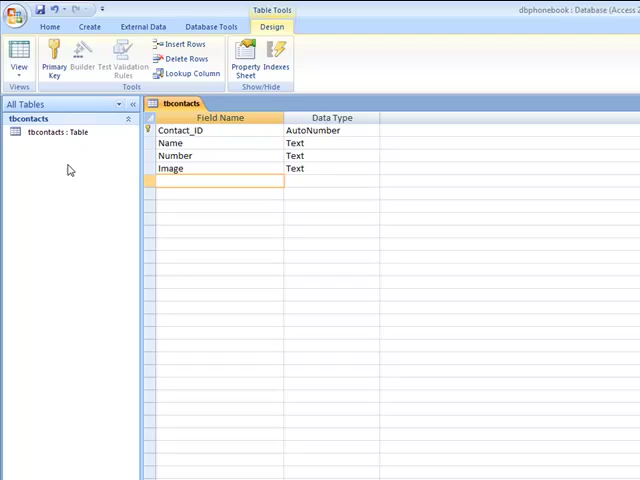 Table Tools
dbphonebook : Database (Access 2
Home Create External Data Database Tools Design
View
Primary Key
Builder
Test Validation Rules
Insert Rows
Delete Rows
Lookup Column
Property Sheet
Indexes
Views Tools Show/Hide
All Tables
tbcontacts
tbcontacts
tbcontacts : Table
Field Name Data Type
Contact_ID AutoNumber
Name Text
Number Text
Image Text